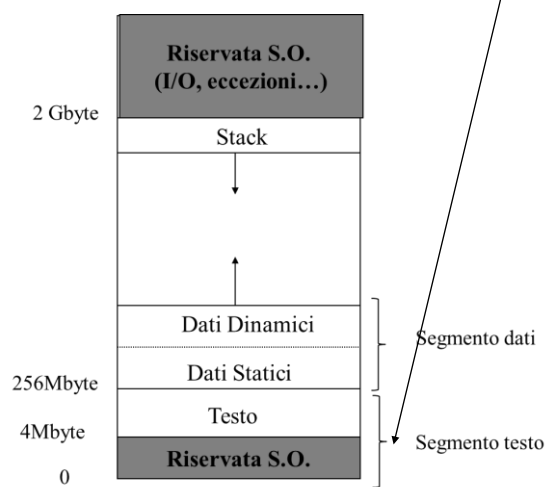 Riservata S.O.
(I/O, eccezioni…)
2 Gbyte
Stack
Dati Dinamici
Segmento dati
Dati Statici
256Mbyte
Testo
4Mbyte
Segmento testo
Riservata S.O.
0